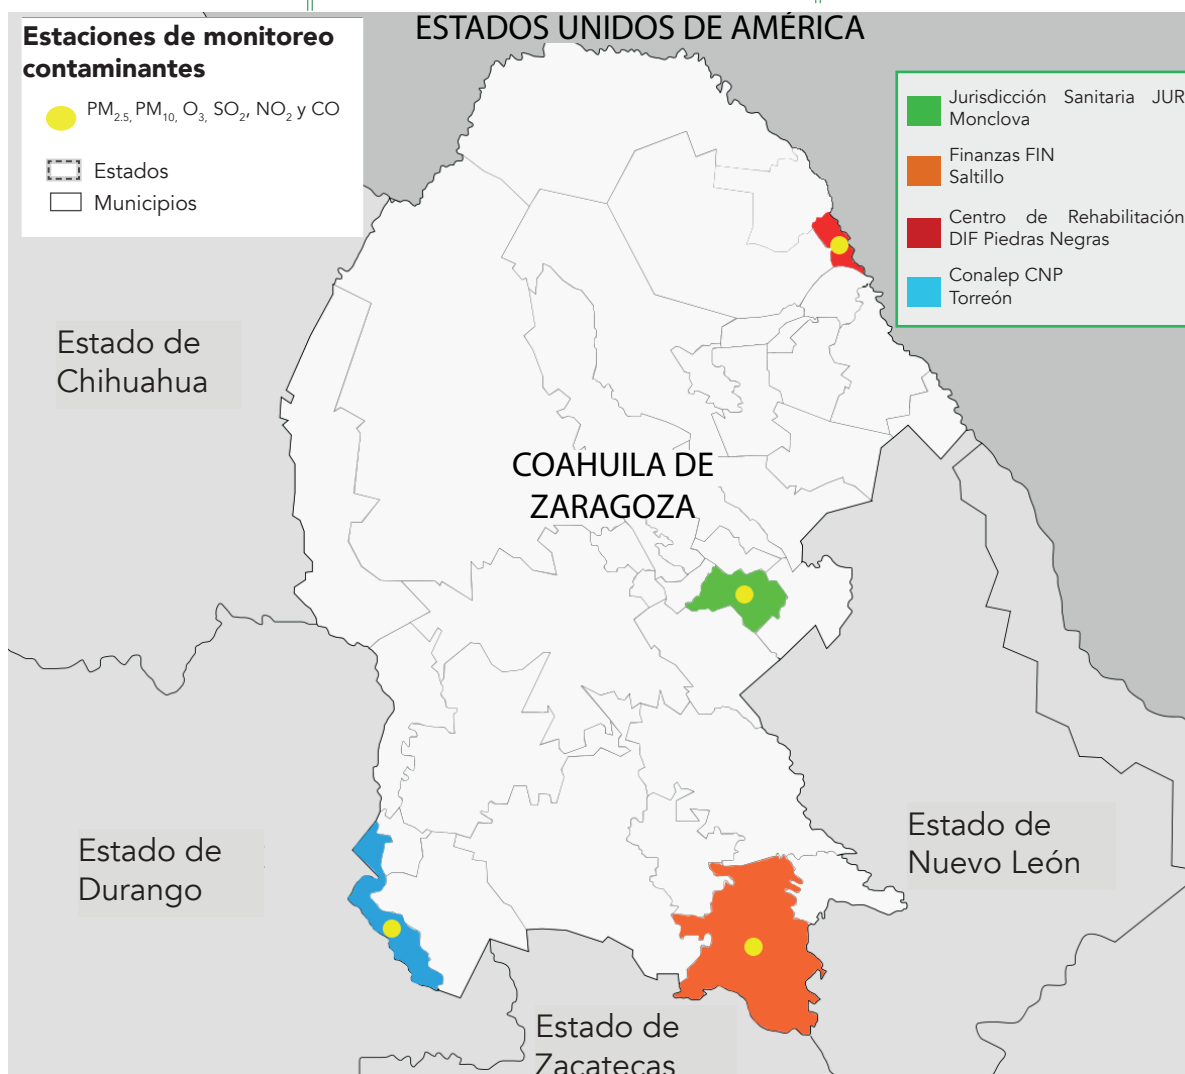 ESTADOS UNIDOS DE AMÉRICA
Estaciones de monitoreo
contaminantes
PM2.5, PM10, O3, SO2, NO2 y CO
Estados
Municipios
Jurisdicción Sanitaria JUR
Monclova
Finanzas FIN
Saltillo
Centro de Rehabilitación
DIF Piedras Negras
Conalep CNP
Torreón
Estado de
Chihuahua
COAHUILA DE
ZARAGOZA
Estado de
Durango
Estado de
Nuevo León
Estado de
Zacatecas